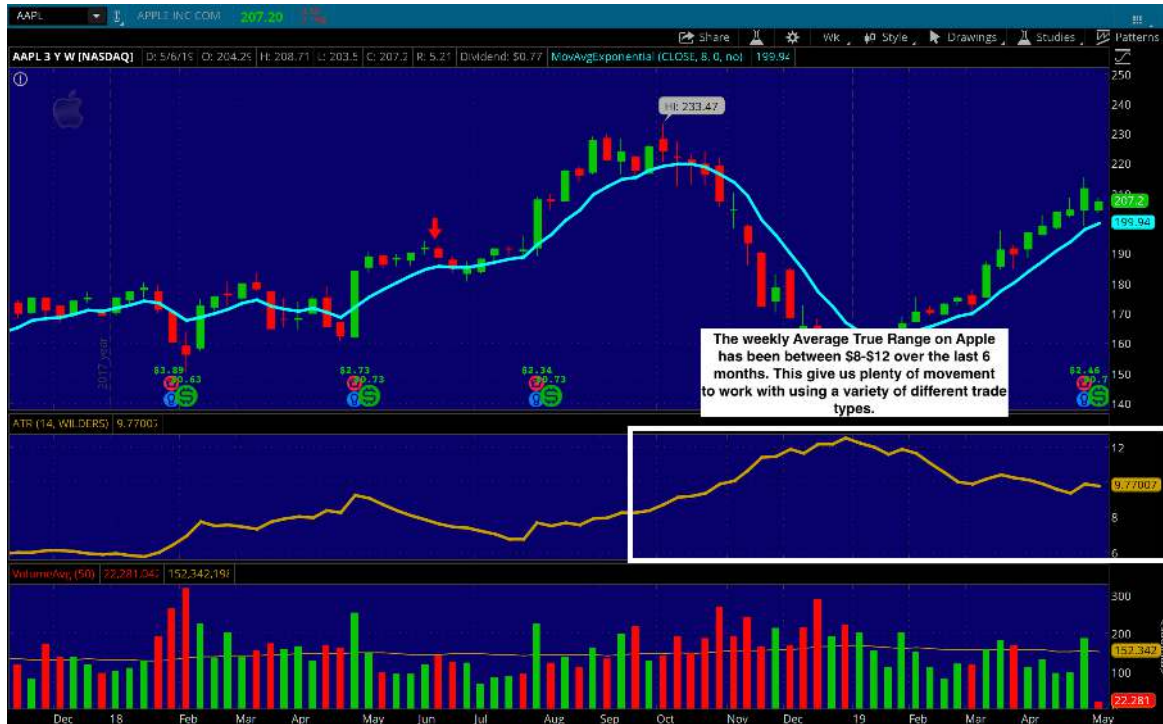 AAPL APPLE INC COM 207.20
Share Wk Style Drawings Studies Patterns
AAPL 3 Y W [NASDAQ] D: 5/6/19 O: 204.29 H: 208.71 L: 203.5 C: 207.2 R: 5.21 Dividend: $0.77 MovAvgExponential (CLOSE, 8, 0, no) 199.94
250
240
HI: 233.47
230
220
210
207.2
199.94
190
180
170
2017 year
160
The weekly Average True Range on Apple
has been between $8-$12 over the last 6
months. This give us plenty of movement
to work with using a variety of different trade
types.
150
$3.89 $2.73 $2.34 $2.46
$0.63 $0.73 $0.73
140
ATR (14, WILDERS) 9.77007
12
9.77007
8
6
VolumeAvg (50) 22,281,042 152,342,198
300
200
152.342
100
22.281
Dec 18 Feb Mar Apr May Jun Jul Aug Sep Oct Nov Dec 19 Feb Mar Apr May